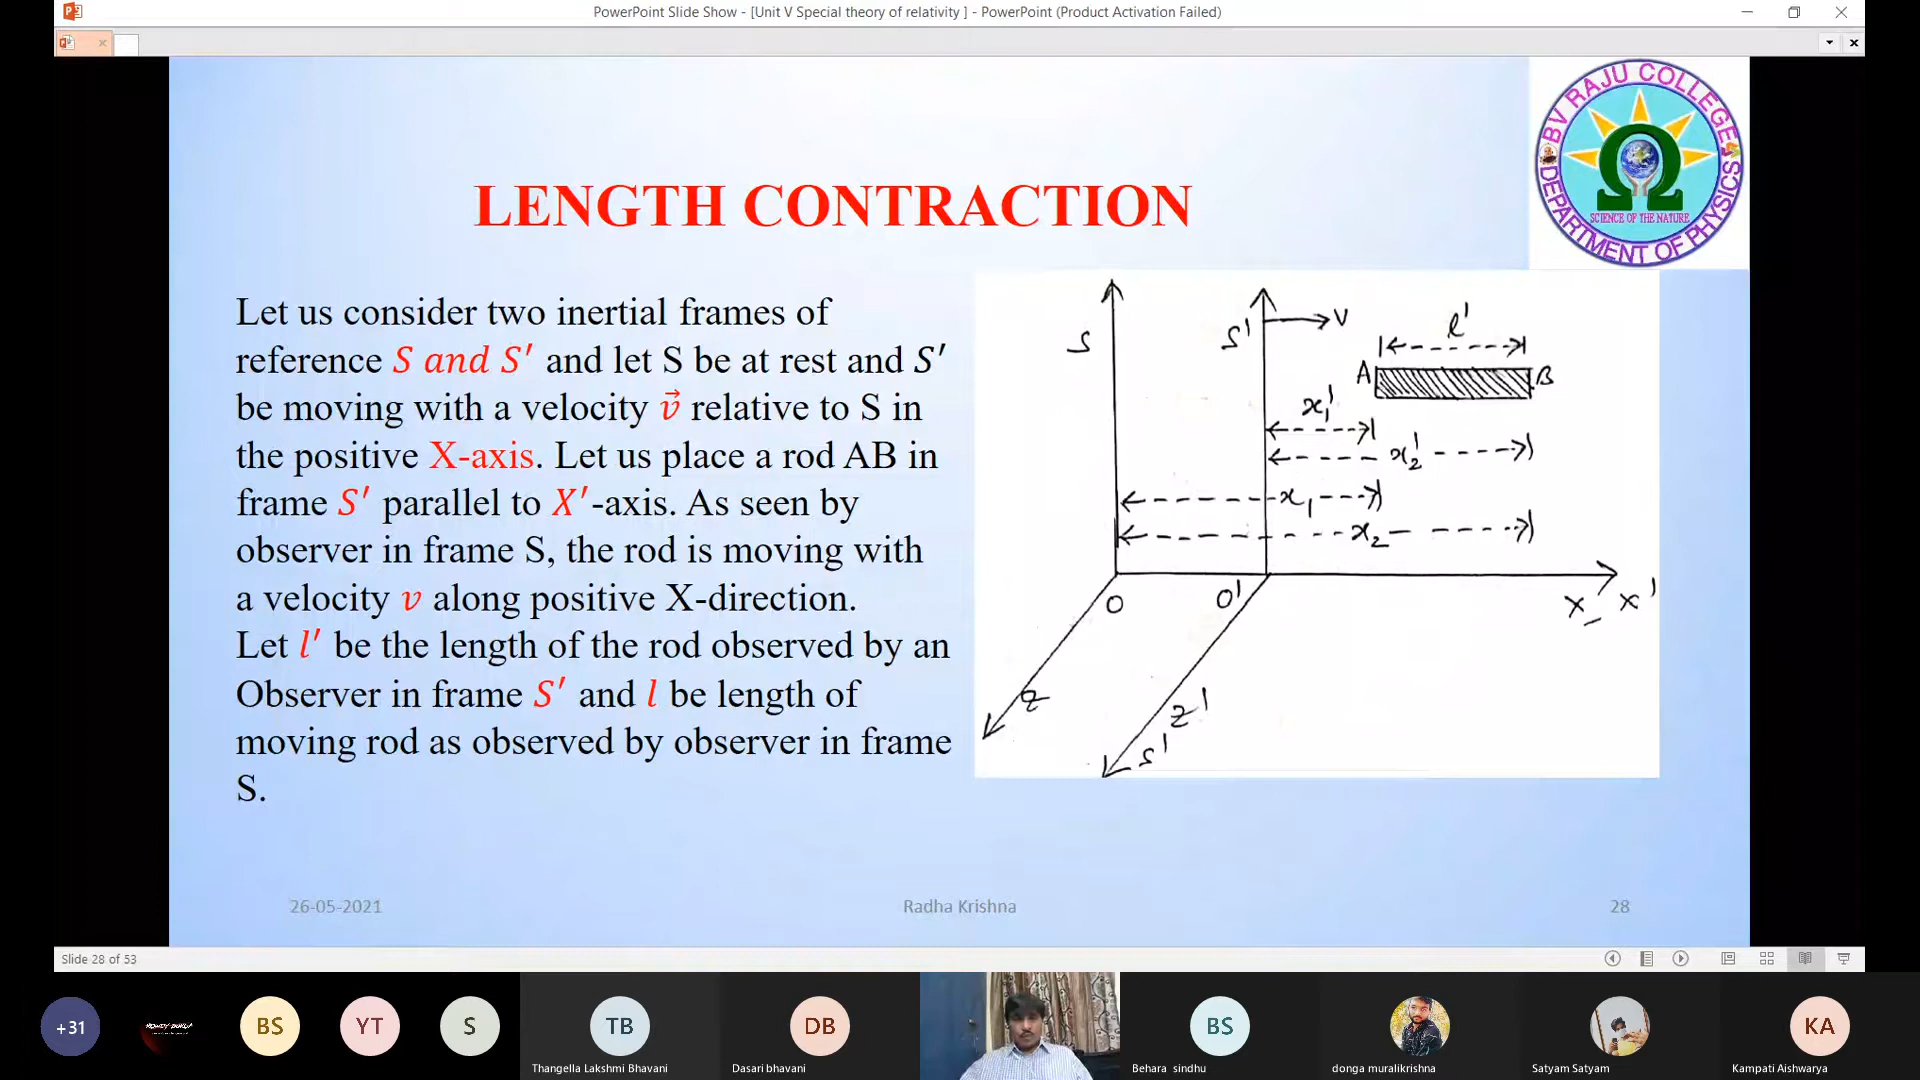 PowerPoint Slide Show - [Unit V Special theory of relativity ] - PowerPoint (Product Activation Failed)
BV RAJU COLLEGE
SCIENCE OF THE NATURE
DEPARTMENT OF PHYSICS
LENGTH CONTRACTION
Let us consider two inertial frames of
reference S and S′ and let S be at rest and S′
be moving with a velocity v⃗ relative to S in
the positive X-axis. Let us place a rod AB in
frame S′ parallel to X′-axis. As seen by
observer in frame S, the rod is moving with
a velocity v along positive X-direction.
Let l′ be the length of the rod observed by an
Observer in frame S′ and l be length of
moving rod as observed by observer in frame
S.
S
S′
V
l′
A
B
x₁′
x₂′
x₁
x₂
O
O′
X
X′
Z
Z′
S′
26-05-2021
Radha Krishna
28
Slide 28 of 53
+31
BS
YT
S
TB
Thangella Lakshmi Bhavani
DB
Dasari bhavani
BS
Behara sindhu
donga muralikrishna
Satyam Satyam
KA
Kampati Aishwarya